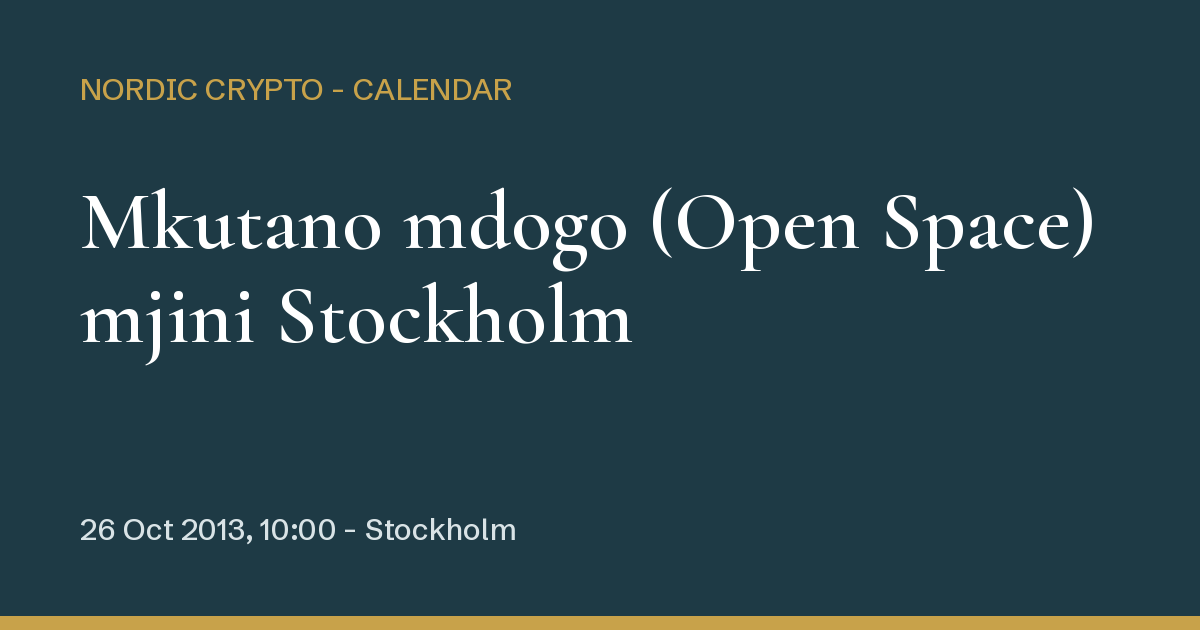 NORDIC CRYPTO - CALENDAR
Mkutano mdogo (Open Space)
mjini Stockholm
26 Oct 2013, 10:00 - Stockholm